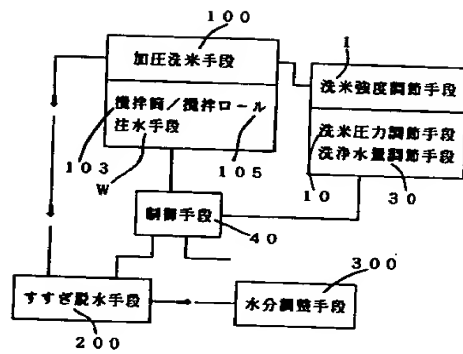 100
加圧洗米手段
1
洗米強度調節手段
攪拌筒/攪拌ロール
注水手段
洗米圧力調節手段
洗浄水量調節手段
103
W
105
10
30
制御手段
40
300
すすぎ脱水手段
水分調整手段
200